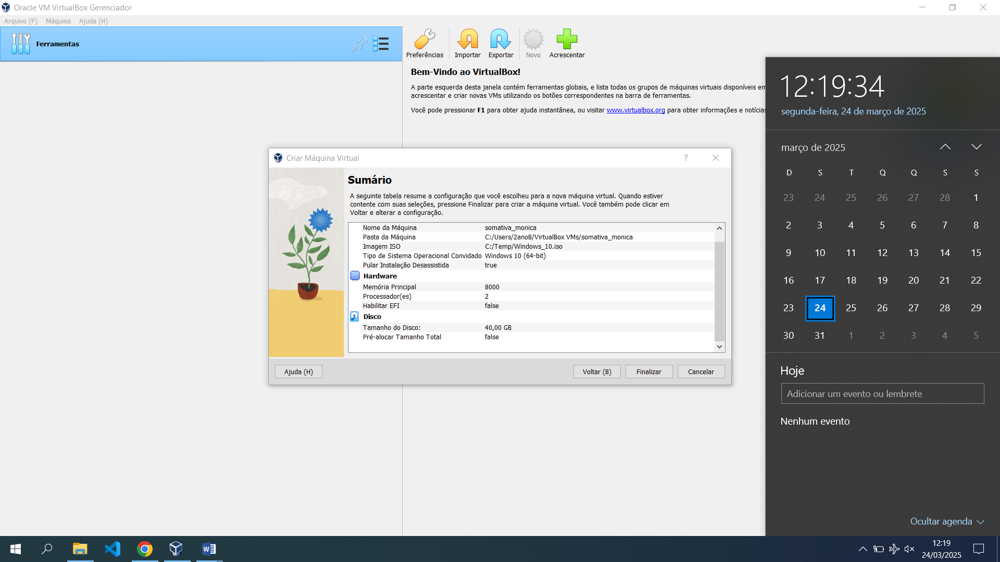 Oracle VM VirtualBox Gerenciador
Arquivo (F) Máquina Ajuda (H)
Ferramentas
Preferências Importar Exportar Novo Acrescentar
Bem-Vindo ao VirtualBox!
A parte esquerda desta janela contém ferramentas globais, e lista todas os grupos de máquinas virtuais disponíveis em
acrescentar e criar novas VMs utilizando os botões correspondentes na barra de ferramentas.
Você pode pressionar F1 para obter ajuda instantânea, ou visitar www.virtualbox.org para obter informações e notícias
Criar Máquina Virtual
?
Sumário
A seguinte tabela resume a configuração que você escolheu para a nova máquina virtual. Quando estiver
contente com suas seleções, pressione Finalizar para criar a máquina virtual. Você também pode clicar em
Voltar e alterar a configuração.
Nome da Máquina somativa_monica
Pasta da Máquina C:/Users/2anoB/VirtualBox VMs/somativa_monica
Imagem ISO C:/Temp/Windows_10.iso
Tipo de Sistema Operacional Convidado Windows 10 (64-bit)
Pular Instalação Desassistida true
Hardware
Memória Principal 8000
Processador(es) 2
Habilitar EFI false
Disco
Tamanho do Disco: 40,00 GB
Pré-alocar Tamanho Total false
Ajuda (H) Voltar (B) Finalizar Cancelar
12:19:34
segunda-feira, 24 de março de 2025
março de 2025
D S T Q Q S S
23 24 25 26 27 28 1
2 3 4 5 6 7 8
9 10 11 12 13 14 15
16 17 18 19 20 21 22
23 24 25 26 27 28 29
30 31 1 2 3 4 5
Hoje
Adicionar um evento ou lembrete
Nenhum evento
Ocultar agenda
12:19
24/03/2025